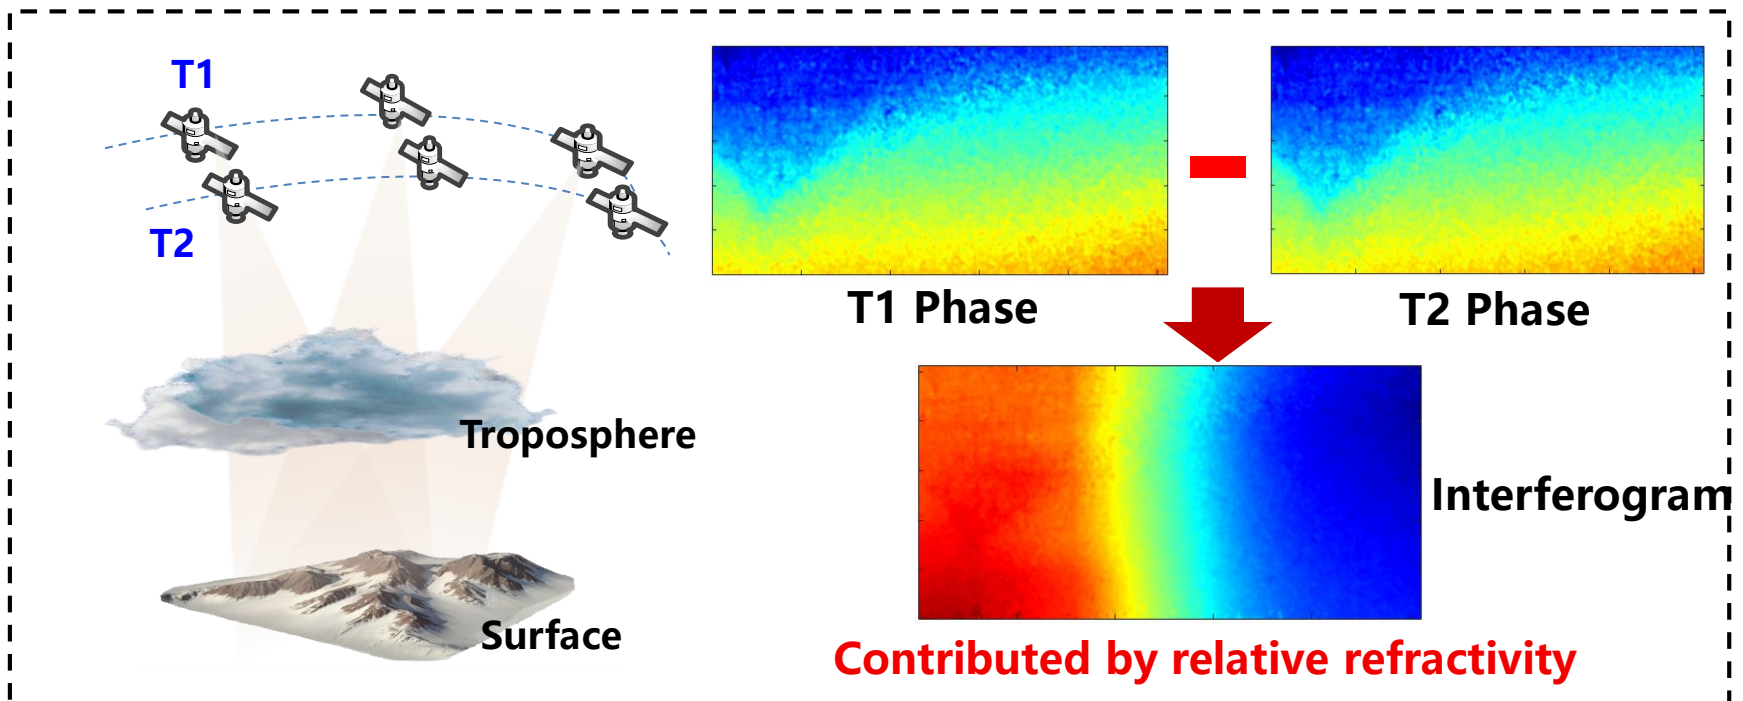 T1
T2
Troposphere
Surface
T1 Phase
T2 Phase
Interferogram
Contributed by relative refractivity